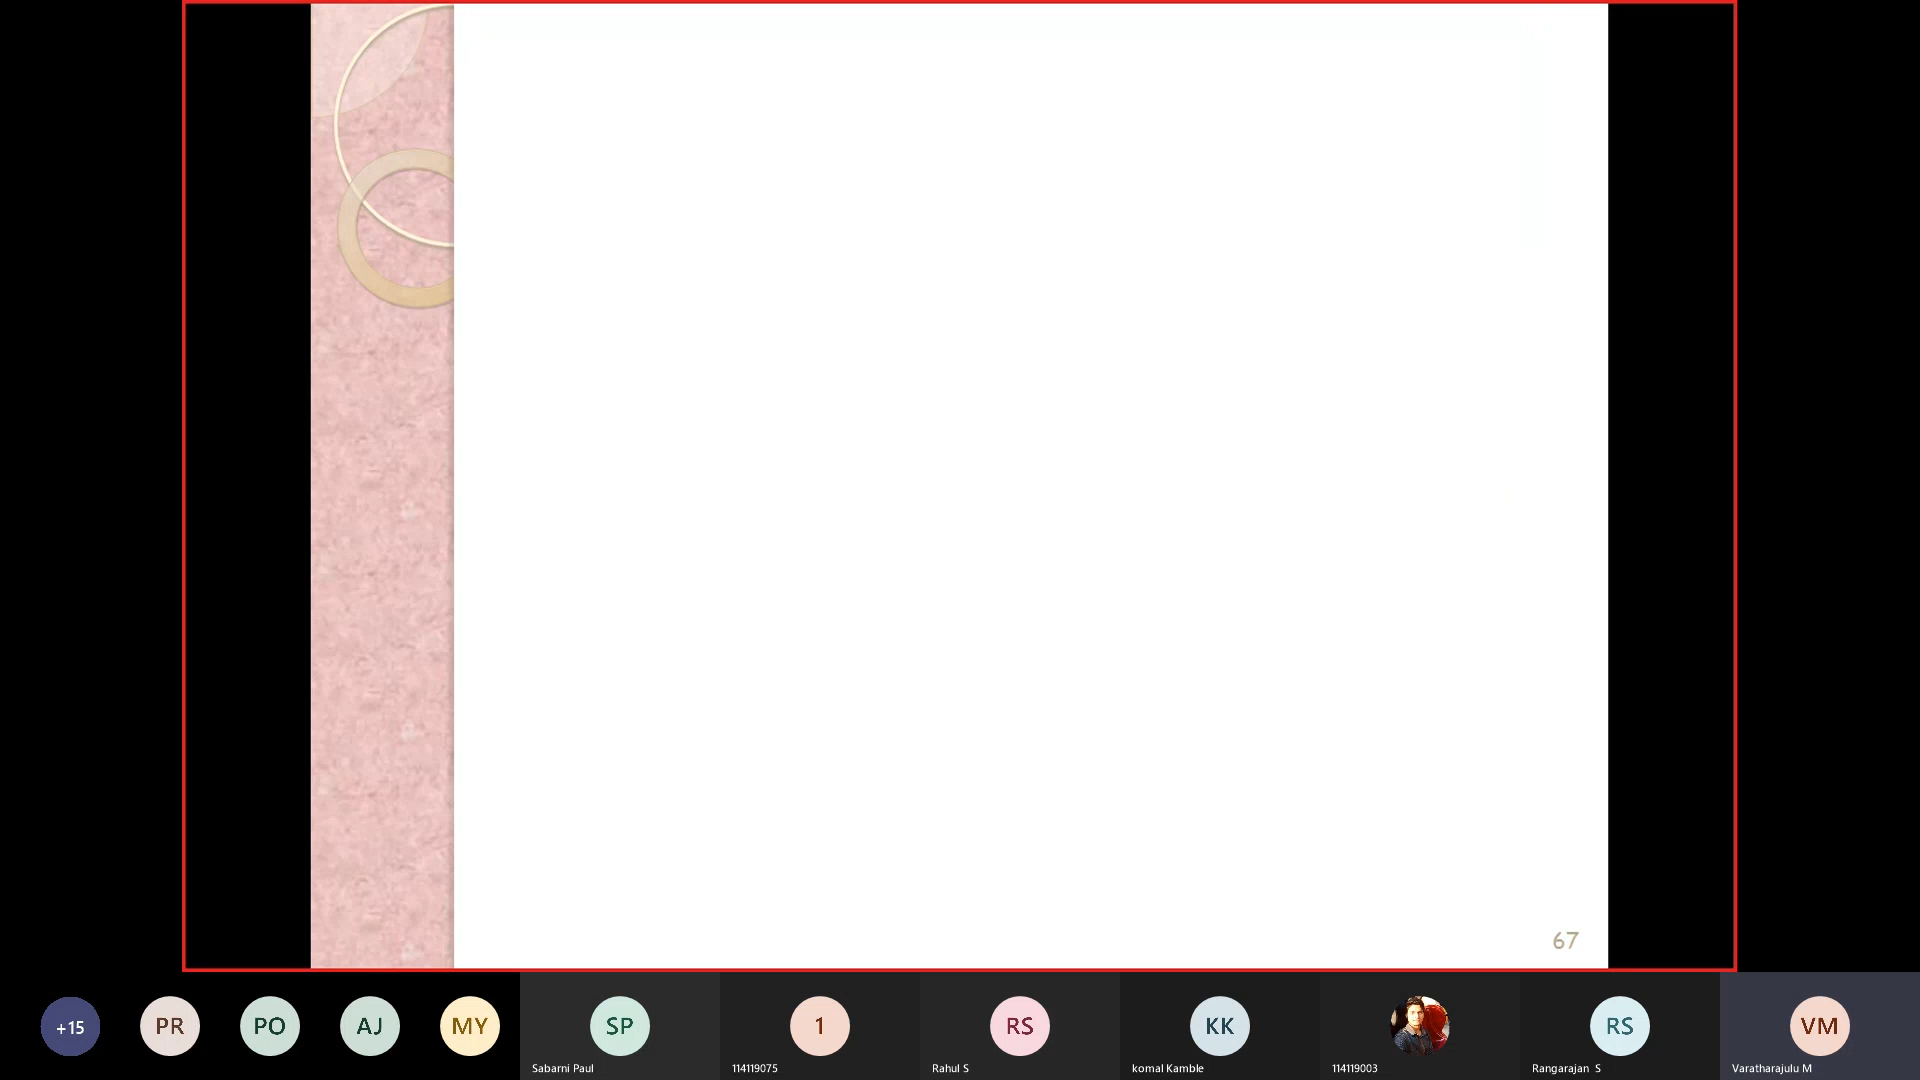 67
+15
PR
PO
AJ
MY
SP
1
RS
KK
RS
VM
Sabarni Paul
114119075
Rahul S
komal Kamble
114119003
Rangarajan S
Varatharajulu M